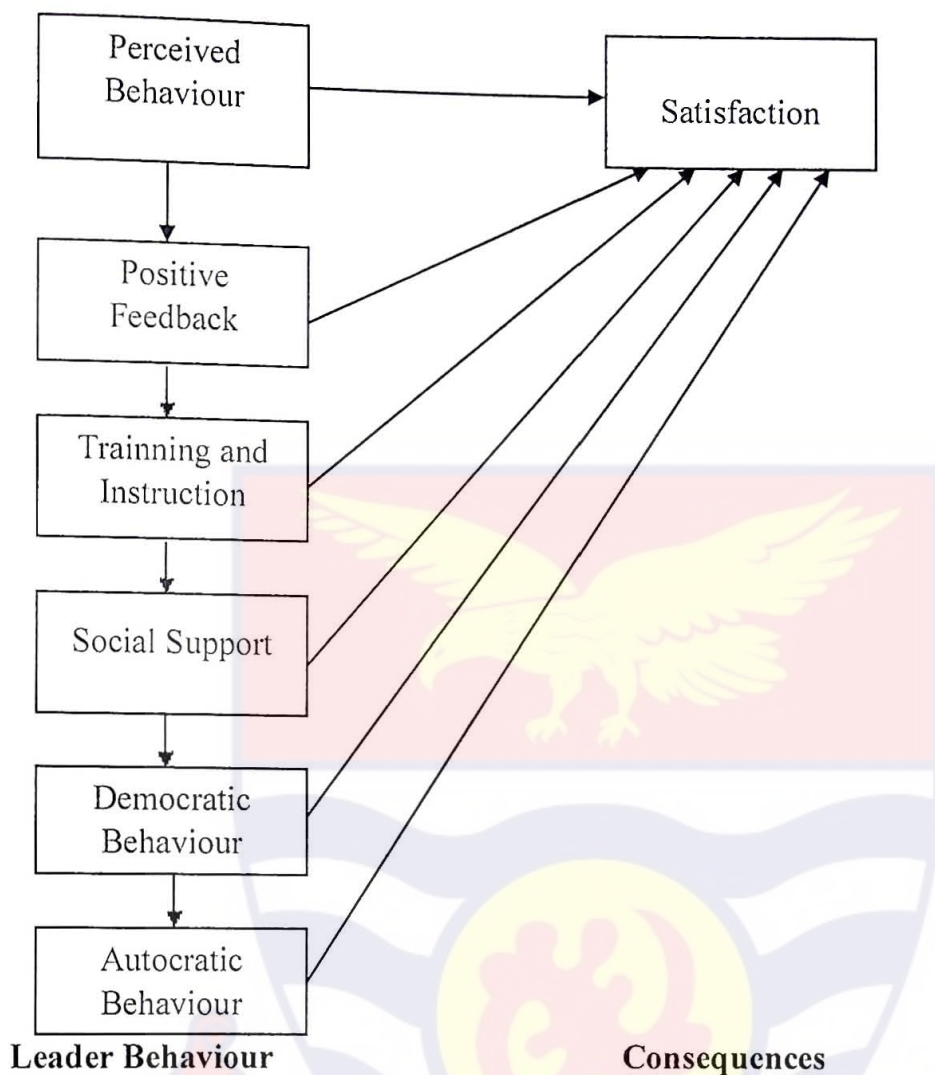 Perceived
Behaviour
Satisfaction
Positive
Feedback
Trainning and
Instruction
Social Support
Democratic
Behaviour
Autocratic
Behaviour
Leader Behaviour
Consequences